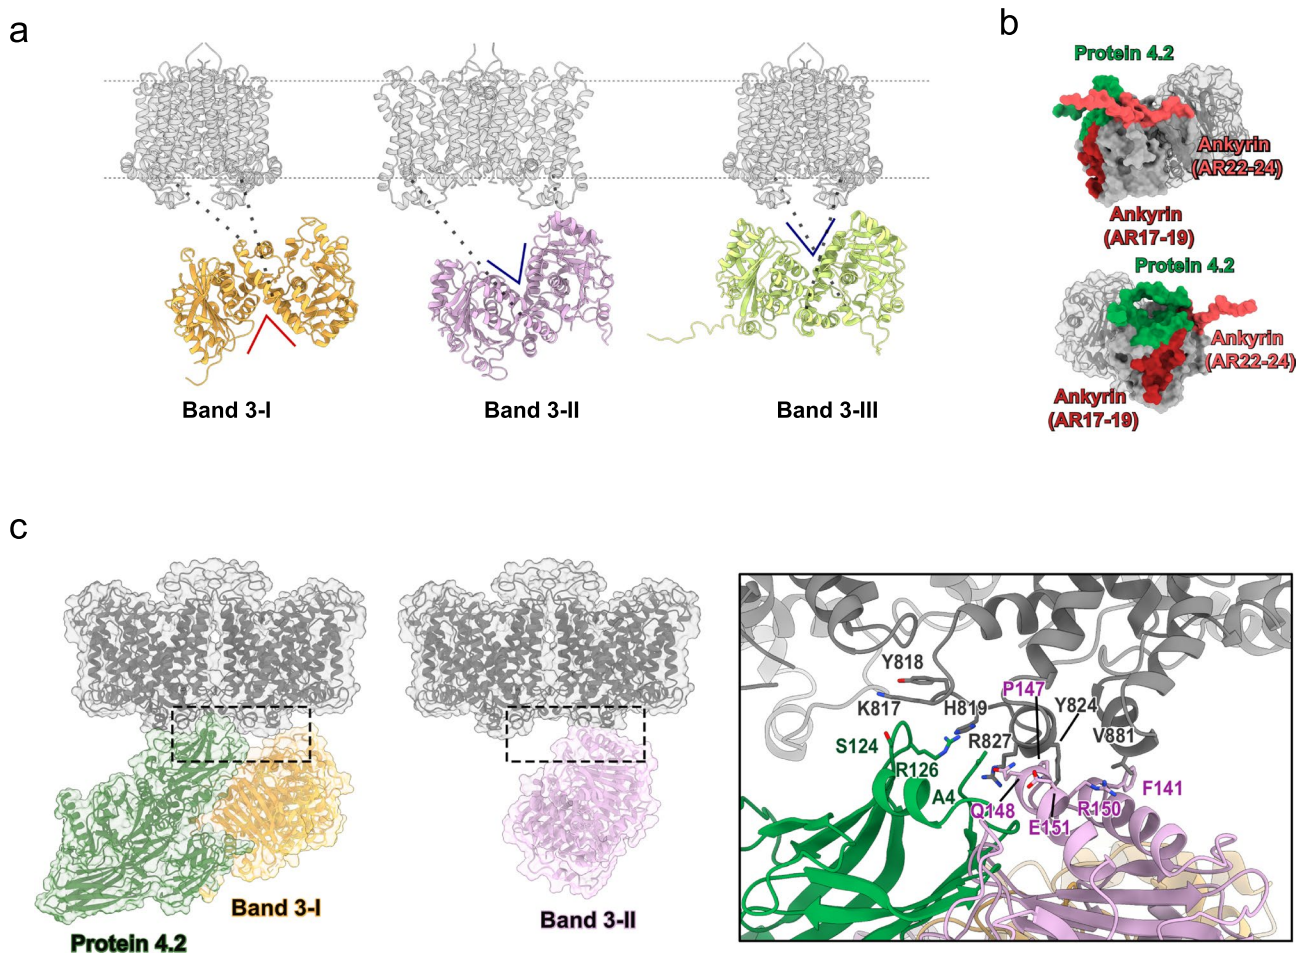 a
b
Band 3-I
Band 3-II
Band 3-III
Protein 4.2
Ankyrin
(AR22-24)
Ankyrin
(AR17-19)
Protein 4.2
Ankyrin
(AR22-24)
Ankyrin
(AR17-19)
c
Protein 4.2
Band 3-I
Band 3-II
Y818
K817
H819
P147
Y824
S124
R827
V881
R126
A4
Q148
E151
R150
F141